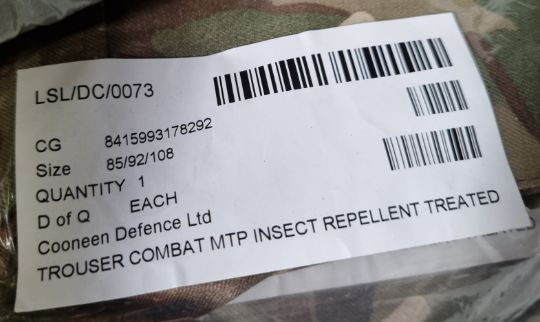 LSL/DC/0073
CG 8415993178292
Size 85/92/108
QUANTITY 1
D of Q EACH
Cooneen Defence Ltd
TROUSER COMBAT MTP INSECT REPELLENT TREATED